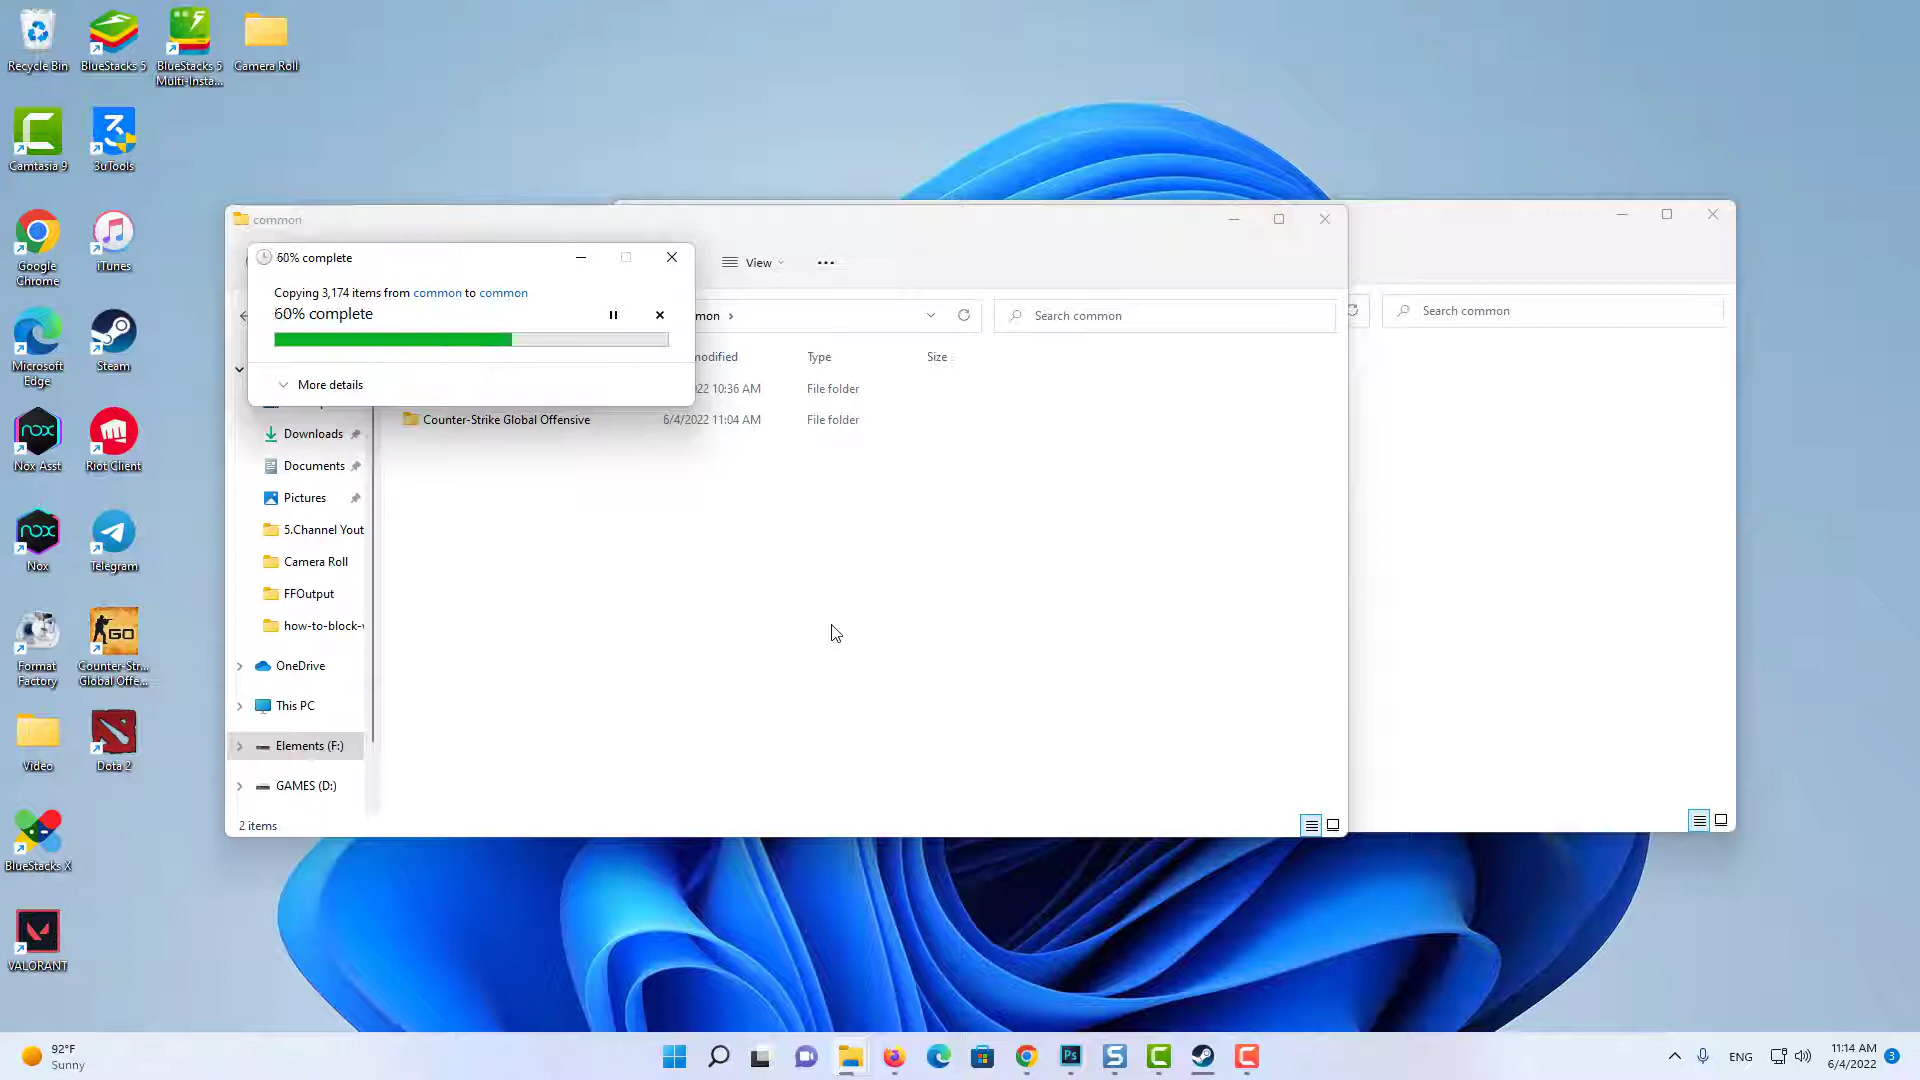 Recycle Bin
BlueStacks 5
BlueStacks 5
Multi-Insta...
Camera Roll
Camtasia 9
3uTools
Google
Chrome
iTunes
Microsoft
Edge
Steam
Nox Asst
Riot Client
Nox
Telegram
Format
Factory
Counter-Str...
Global Offe...
Video
Dota 2
BlueStacks X
VALORANT
common
60% complete
Copying 3,174 items from common to common
60% complete
More details
View
mon
Search common
modified
Type
Size
22 10:36 AM
File folder
Counter-Strike Global Offensive
6/4/2022 11:04 AM
File folder
Downloads
Documents
Pictures
5.Channel Yout
Camera Roll
FFOutput
how-to-block-v
OneDrive
This PC
Elements (F:)
GAMES (D:)
2 items
Search common
92°F
Sunny
Ps
ENG
11:14 AM
6/4/2022
3